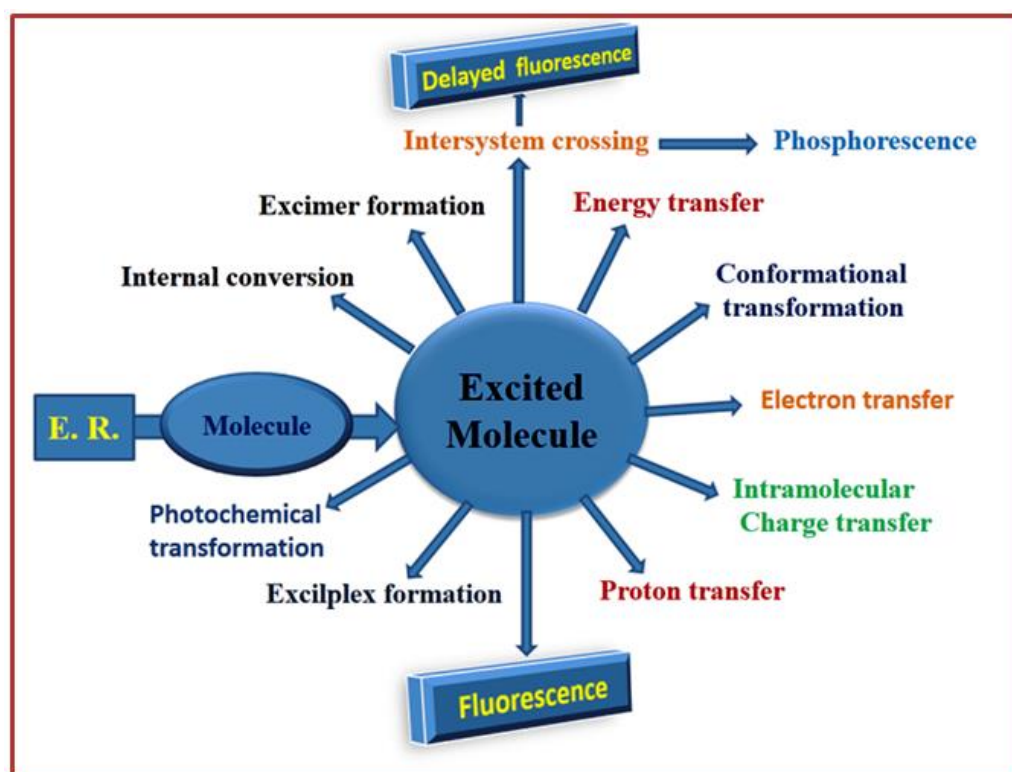 Delayed fluorescence
Intersystem crossing
Phosphorescence
Excimer formation
Energy transfer
Internal conversion
Conformational
transformation
Excited
Molecule
Electron transfer
E. R.
Molecule
Intramolecular
Charge transfer
Photochemical
transformation
Excilplex formation
Proton transfer
Fluorescence